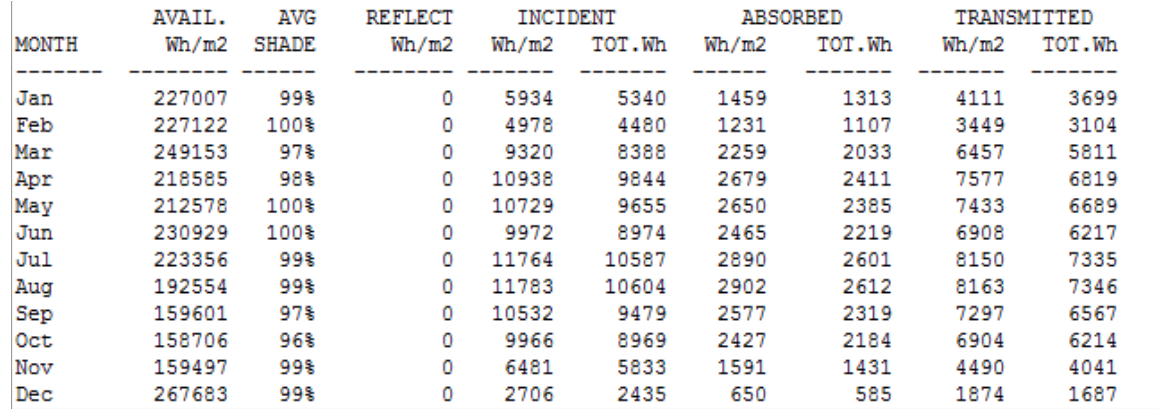 AVAIL. AVG REFLECT INCIDENT ABSORBED TRANSMITTED
MONTH Wh/m2 SHADE Wh/m2 Wh/m2 TOT.Wh Wh/m2 TOT.Wh Wh/m2 TOT.Wh
------- -------- ------ -------- ------- ------- ------ ------- ------- -------
Jan 227007 99% 0 5934 5340 1459 1313 4111 3699
Feb 227122 100% 0 4978 4480 1231 1107 3449 3104
Mar 249153 97% 0 9320 8388 2259 2033 6457 5811
Apr 218585 98% 0 10938 9844 2679 2411 7577 6819
May 212578 100% 0 10729 9655 2650 2385 7433 6689
Jun 230929 100% 0 9972 8974 2465 2219 6908 6217
Jul 223356 99% 0 11764 10587 2890 2601 8150 7335
Aug 192554 99% 0 11783 10604 2902 2612 8163 7346
Sep 159601 97% 0 10532 9479 2577 2319 7297 6567
Oct 158706 96% 0 9966 8969 2427 2184 6904 6214
Nov 159497 99% 0 6481 5833 1591 1431 4490 4041
Dec 267683 99% 0 2706 2435 650 585 1874 1687